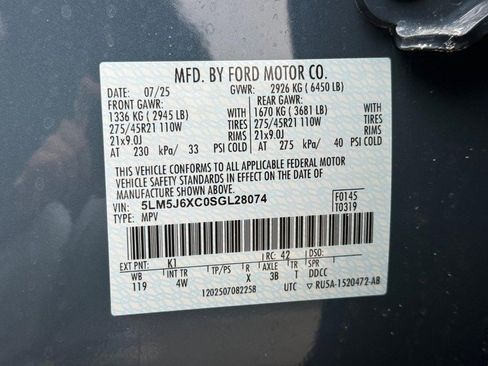 MFD. BY FORD MOTOR CO.
DATE: 07/25 GVWR: 2926 KG ( 6450 LB)
FRONT GAWR: REAR GAWR:
1336 KG ( 2945 LB) 1670 KG ( 3681 LB)
275/45R21 110W TIRES 275/45R21 110W TIRES
21x9.0J RIMS 21x9.0J RIMS
AT 230 kPa/ 33 PSI COLD AT 275 kPa/ 40 PSI COLD
THIS VEHICLE CONFORMS TO ALL APPLICABLE FEDERAL MOTOR
VEHICLE SAFETY STANDARDS IN EFFECT ON THE DATE OF
MANUFACTURE SHOWN ABOVE.
VIN: 5LM5J6XC0SGL28074 F0145
TYPE: MPV T0319
EXT PNT: K1 RC: 42 DSO:
WB INT TR TP/PS R AXLE TR SPR
119 4W X 3B T DDCC
1202507082258 UTC ▽ RU5A-1520472-AB